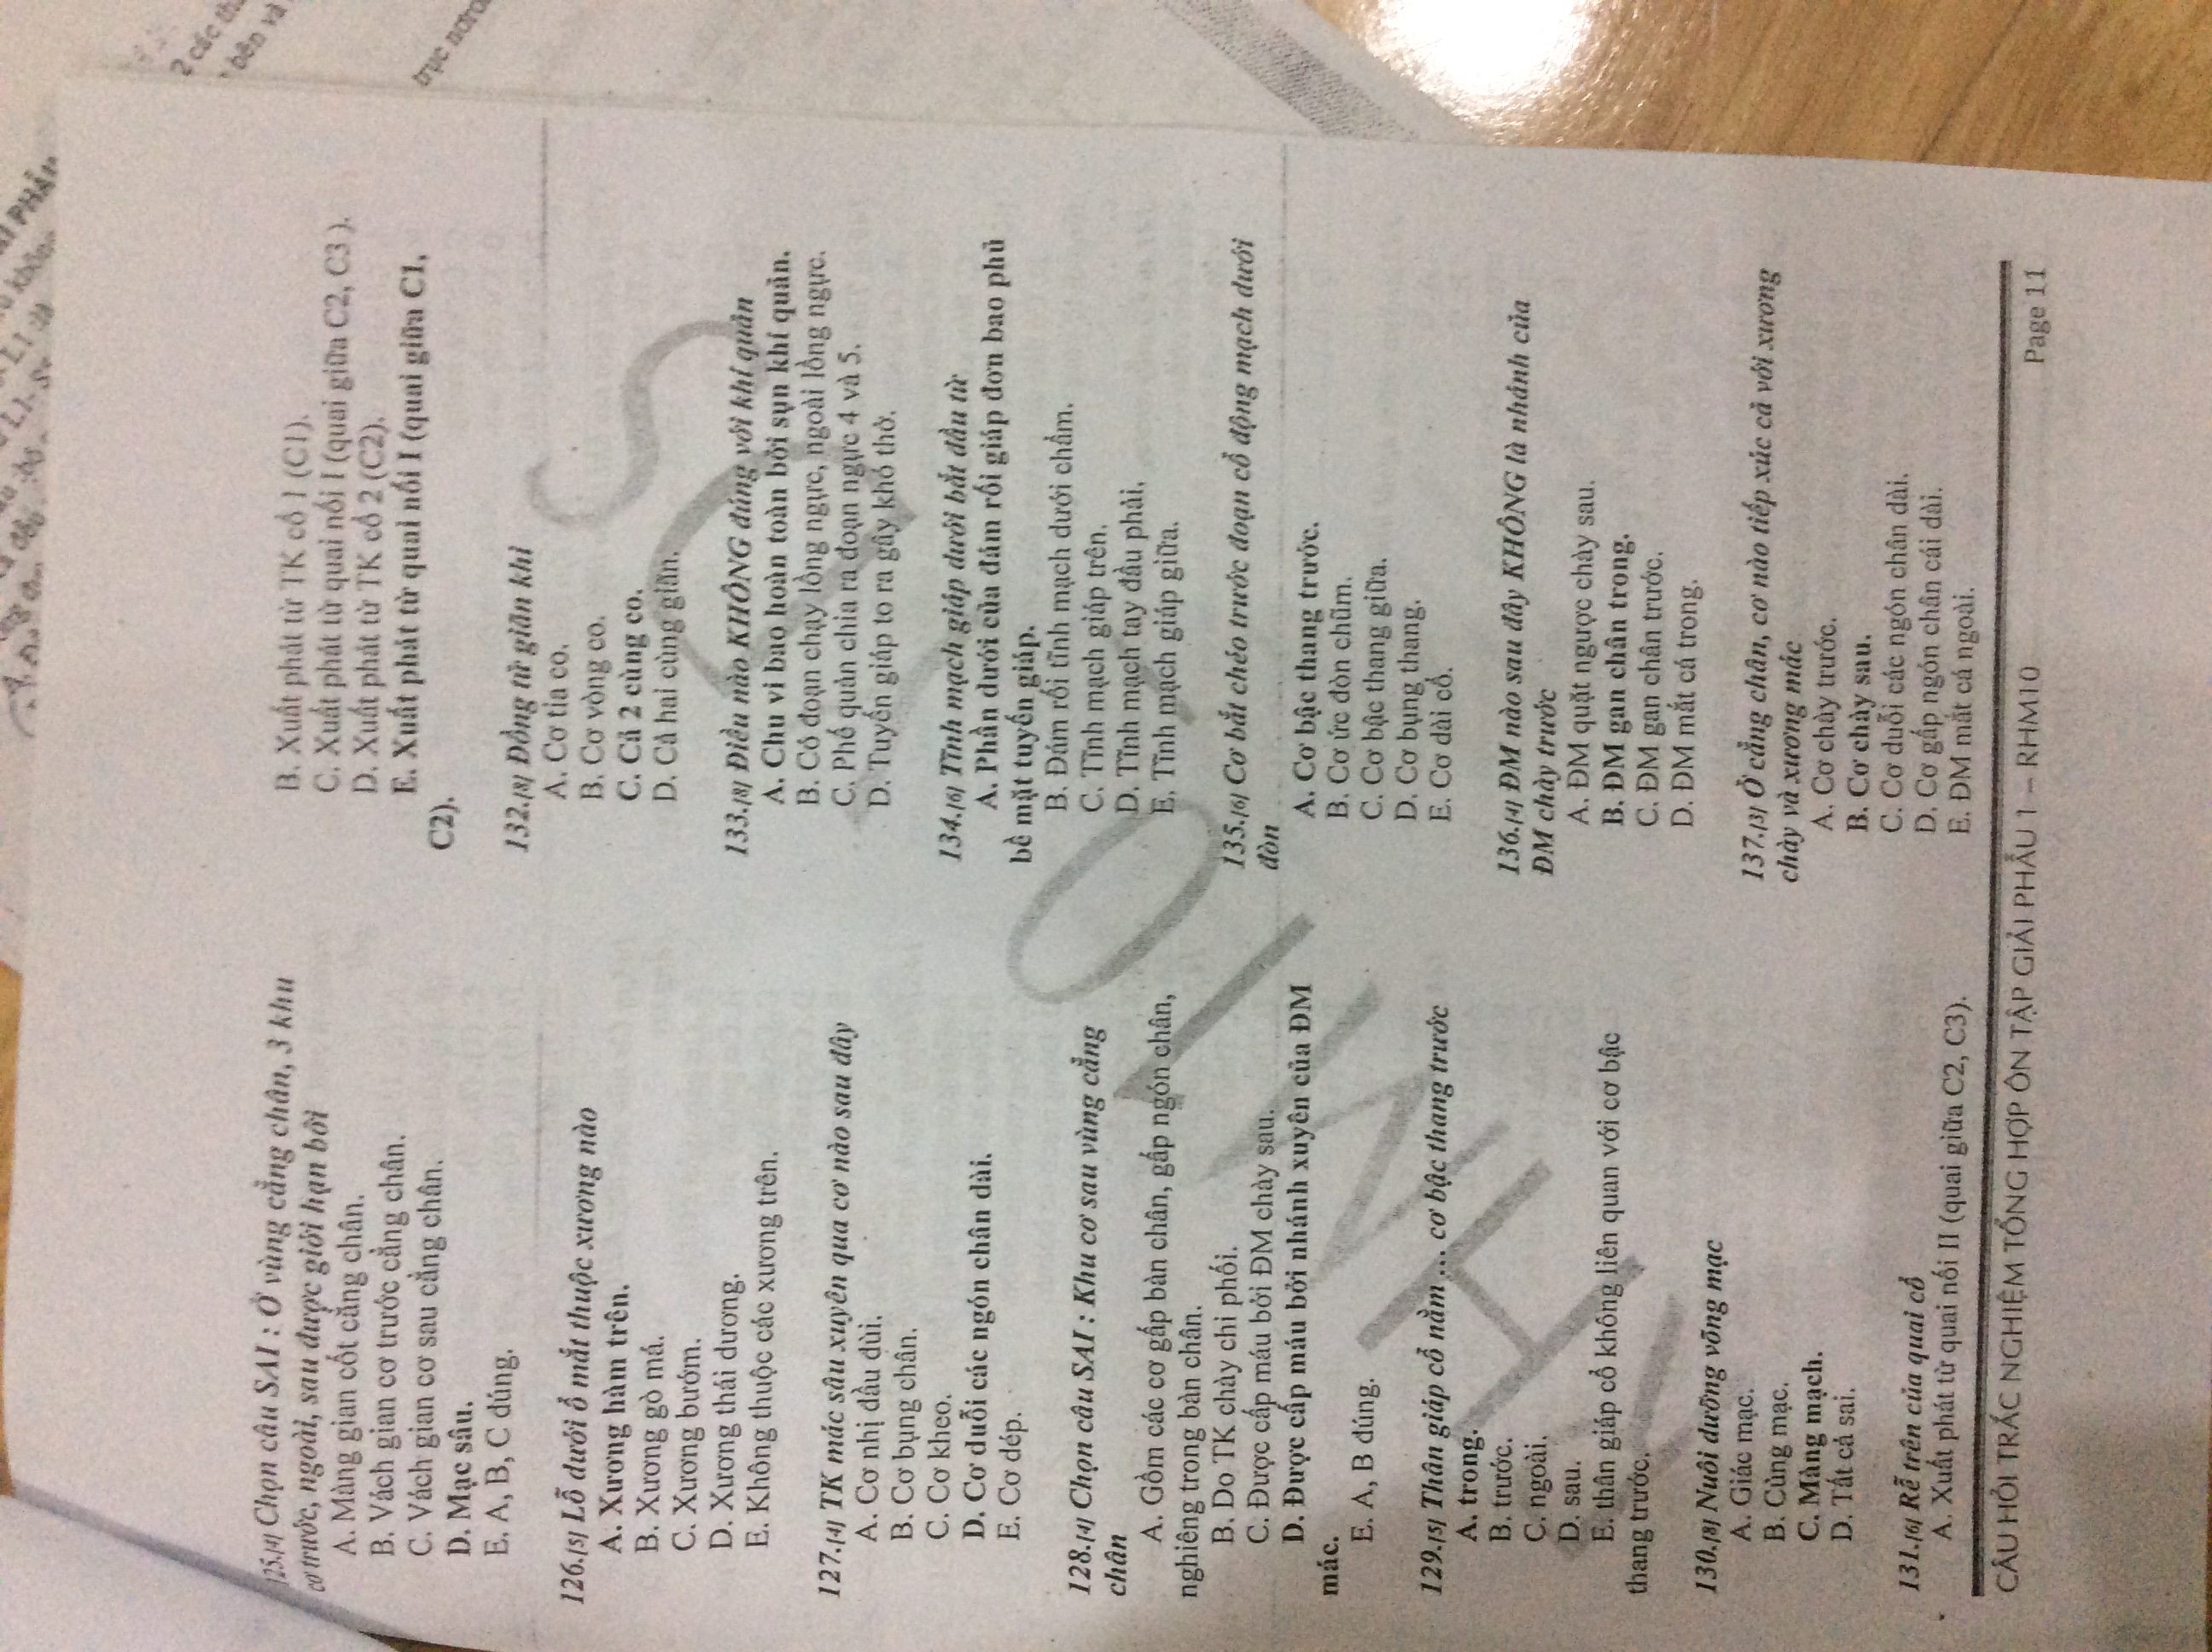 125.[4] Chọn câu SAI : Ở vùng cẳng chân, 3 khu
cơ trước, ngoài, sau được giới hạn bởi
A. Màng gian cốt cẳng chân.
B. Vách gian cơ trước cẳng chân.
C. Vách gian cơ sau cẳng chân.
D. Mạc sâu.
E. A, B, C đúng.
126.[5] Lỗ dưới ổ mắt thuộc xương nào
A. Xương hàm trên.
B. Xương gò má.
C. Xương bướm.
D. Xương thái dương.
E. Không thuộc các xương trên.
127.[4] TK mác sâu xuyên qua cơ nào sau đây
A. Cơ nhị đầu đùi.
B. Cơ bụng chân.
C. Cơ kheo.
D. Cơ duỗi các ngón chân dài.
E. Cơ dép.
128.[4] Chọn câu SAI : Khu cơ sau vùng cẳng
chân
A. Gồm các cơ gấp bàn chân, gấp ngón chân,
nghiêng trong bàn chân.
B. Do TK chày chi phối.
C. Được cấp máu bởi ĐM chày sau.
D. Được cấp máu bởi nhánh xuyên của ĐM
mác.
E. A, B đúng.
129.[5] Thân giáp cổ nằm ... cơ bậc thang trước
A. trong.
B. trước.
C. ngoài.
D. sau.
E. thân giáp cổ không liên quan với cơ bậc
thang trước.
130.[8] Nuôi dưỡng võng mạc
A. Giác mạc.
B. Củng mạc.
C. Màng mạch.
D. Tất cả sai.
131.[6] Rễ trên của quai cổ
A. Xuất phát từ quai nối II (quai giữa C2, C3).
B. Xuất phát từ TK cổ 1 (C1).
C. Xuất phát từ quai nối I (quai giữa C2, C3 ).
D. Xuất phát từ TK cổ 2 (C2).
E. Xuất phát từ quai nối I (quai giữa C1,
C2).
132.[8] Đồng tử giãn khi
A. Cơ tia co.
B. Cơ vòng co.
C. Cả 2 cùng co.
D. Cả hai cùng giãn.
133.[8] Điều nào KHÔNG đúng với khí quản
A. Chu vi bao hoàn toàn bởi sụn khí quản.
B. Có đoạn chạy lồng ngực, ngoài lồng ngực.
C. Phế quản chia ra đoạn ngực 4 và 5.
D. Tuyến giáp to ra gây khó thở.
134.[6] Tĩnh mạch giáp dưới bắt đầu từ
A. Phần dưới của đám rối giáp đơn bao phủ
bề mặt tuyến giáp.
B. Đám rối tĩnh mạch dưới chẩm.
C. Tĩnh mạch giáp trên.
D. Tĩnh mạch tay đầu phải.
E. Tĩnh mạch giáp giữa.
135.[6] Cơ bắt chéo trước đoạn cổ động mạch dưới
đòn
A. Cơ bậc thang trước.
B. Cơ ức đòn chũm.
C. Cơ bậc thang giữa.
D. Cơ bụng thang.
E. Cơ dài cổ.
136.[4] ĐM nào sau đây KHÔNG là nhánh của
ĐM chày trước
A. ĐM quặt ngược chày sau.
B. ĐM gan chân trong.
C. ĐM gan chân trước.
D. ĐM mắt cá trong.
137.[3] Ở cẳng chân, cơ nào tiếp xúc cả với xương
chày và xương mác
A. Cơ chày trước.
B. Cơ chày sau.
C. Cơ duỗi các ngón chân dài.
D. Cơ gấp ngón chân cái dài.
E. ĐM mắt cá ngoài.
CÂU HỎI TRẮC NGHIỆM TỔNG HỢP ÔN TẬP GIẢI PHẪU 1 – RHM10
Page 11